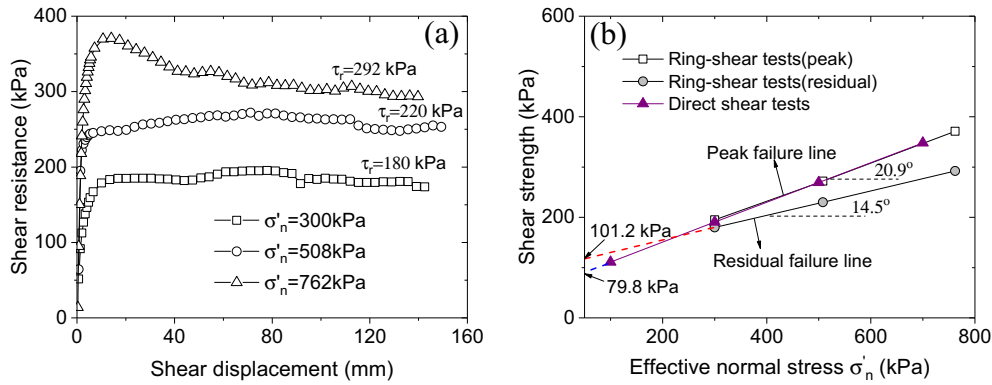 400
300
200
100
0
0
40
80
120
160
Shear resistance (kPa)
Shear displacement (mm)
(a)
τr=292 kPa
τr=220 kPa
τr=180 kPa
σ'n=300kPa
σ'n=508kPa
σ'n=762kPa
600
400
200
0
200
400
600
800
Shear strength (kPa)
Effective normal stress σ'n (kPa)
(b)
Ring-shear tests(peak)
Ring-shear tests(residual)
Direct shear tests
Peak failure line
20.9°
14.5°
101.2 kPa
Residual failure line
79.8 kPa